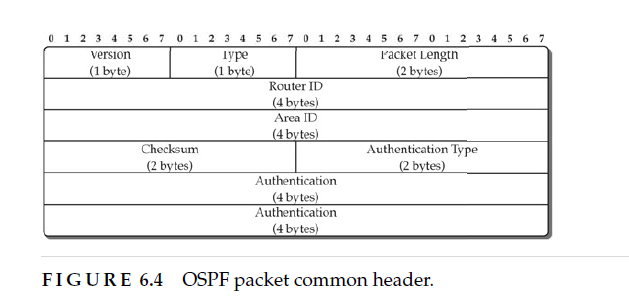 0 1 2 3 4 5 6 7 0 1 2 3 4 5 6 7 0 1 2 3 4 5 6 7 0 1 2 3 4 5 6 7
Version Type Packet Length
(1 byte) (1 byte) (2 bytes)
Router ID
(4 bytes)
Area ID
(4 bytes)
Checksum Authentication Type
(2 bytes) (2 bytes)
Authentication
(4 bytes)
Authentication
(4 bytes)
FIGURE 6.4 OSPF packet common header.